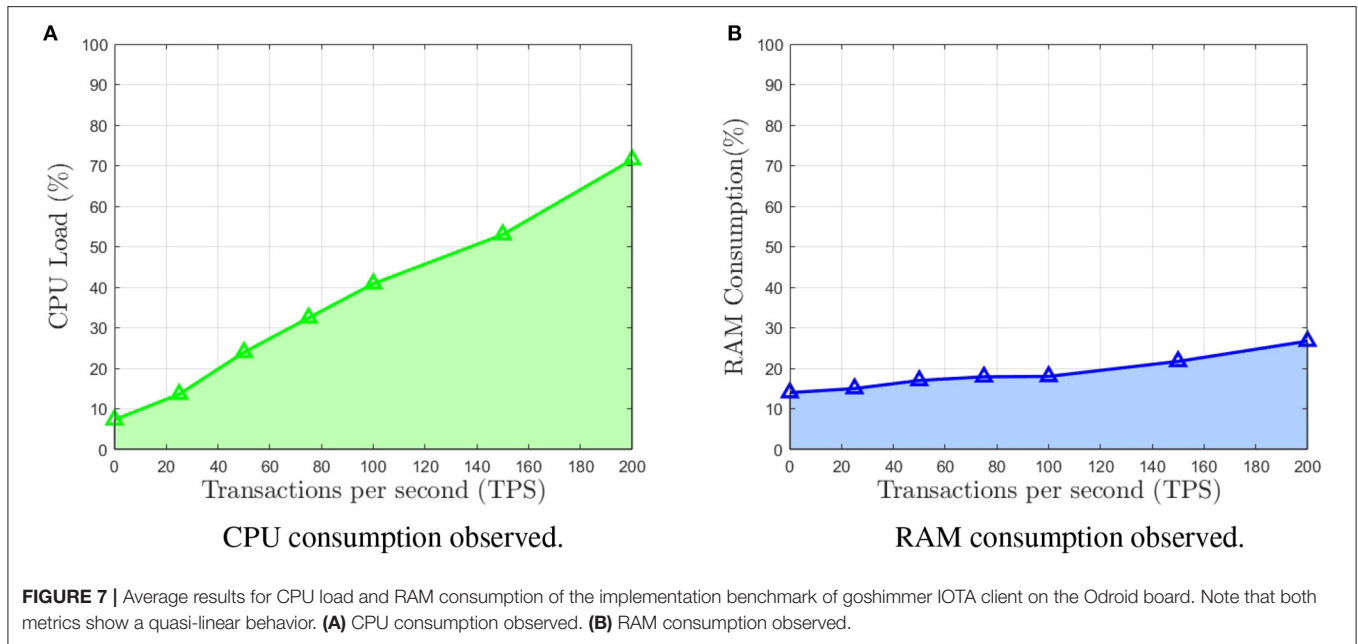 A
100
90
80
70
60
50
40
30
20
10
0
CPU Load (%)
0 20 40 60 80 100 120 140 160 180 200
Transactions per second (TPS)
CPU consumption observed.
B
100
90
80
70
60
50
40
30
20
10
0
RAM Consumption(%)
0 20 40 60 80 100 120 140 160 180 200
Transactions per second (TPS)
RAM consumption observed.
FIGURE 7 | Average results for CPU load and RAM consumption of the implementation benchmark of goshimmer IOTA client on the Odroid board. Note that both
metrics show a quasi-linear behavior. (A) CPU consumption observed. (B) RAM consumption observed.